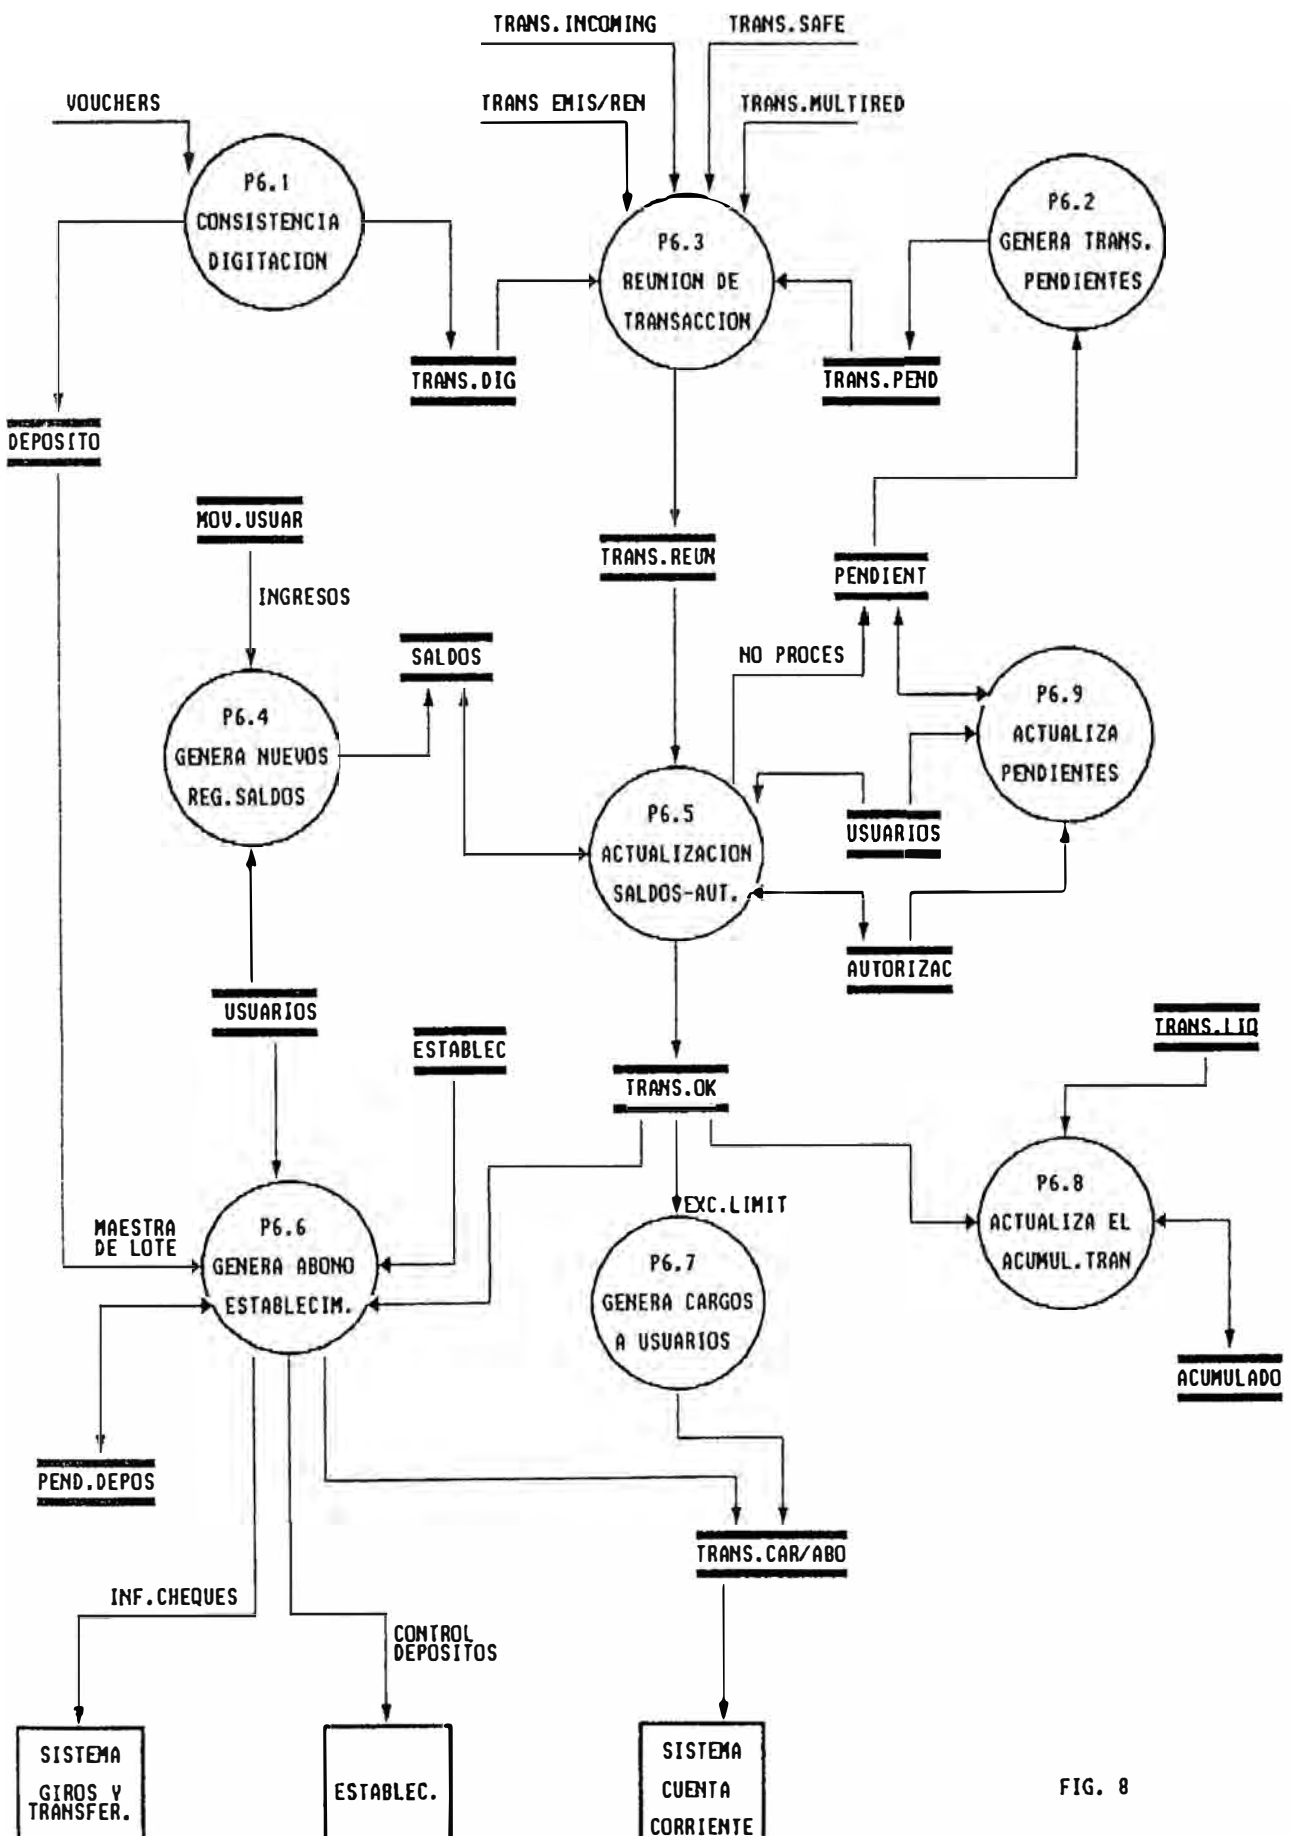 TRANS.INCOMING
TRANS.SAFE
VOUCHERS
TRANS EMIS/REN
TRANS.MULTIRED
P6.1
CONSISTENCIA
DIGITACION
P6.2
GENERA TRANS.
PENDIENTES
P6.3
REUNION DE
TRANSACCION
TRANS.DIG
TRANS.PEND
DEPOSITO
MOV.USUAR
TRANS.REUN
PENDIENT
INGRESOS
SALDOS
NO PROCES
P6.4
GENERA NUEVOS
REG.SALDOS
P6.9
ACTUALIZA
PENDIENTES
P6.5
ACTUALIZACION
SALDOS-AUT.
USUARIOS
AUTORIZAC
USUARIOS
ESTABLEC
TRANS.LIQ
TRANS.OK
EXC.LIMIT
MAESTRA
DE LOTE
P6.6
GENERA ABONO
ESTABLECIM.
P6.7
GENERA CARGOS
A USUARIOS
P6.8
ACTUALIZA EL
ACUMUL.TRAN
ACUMULADO
PEND.DEPOS
TRANS.CAR/ABO
INF.CHEQUES
CONTROL
DEPOSITOS
SISTEMA
GIROS Y
TRANSFER.
ESTABLEC.
SISTEMA
CUENTA
CORRIENTE
FIG. 8